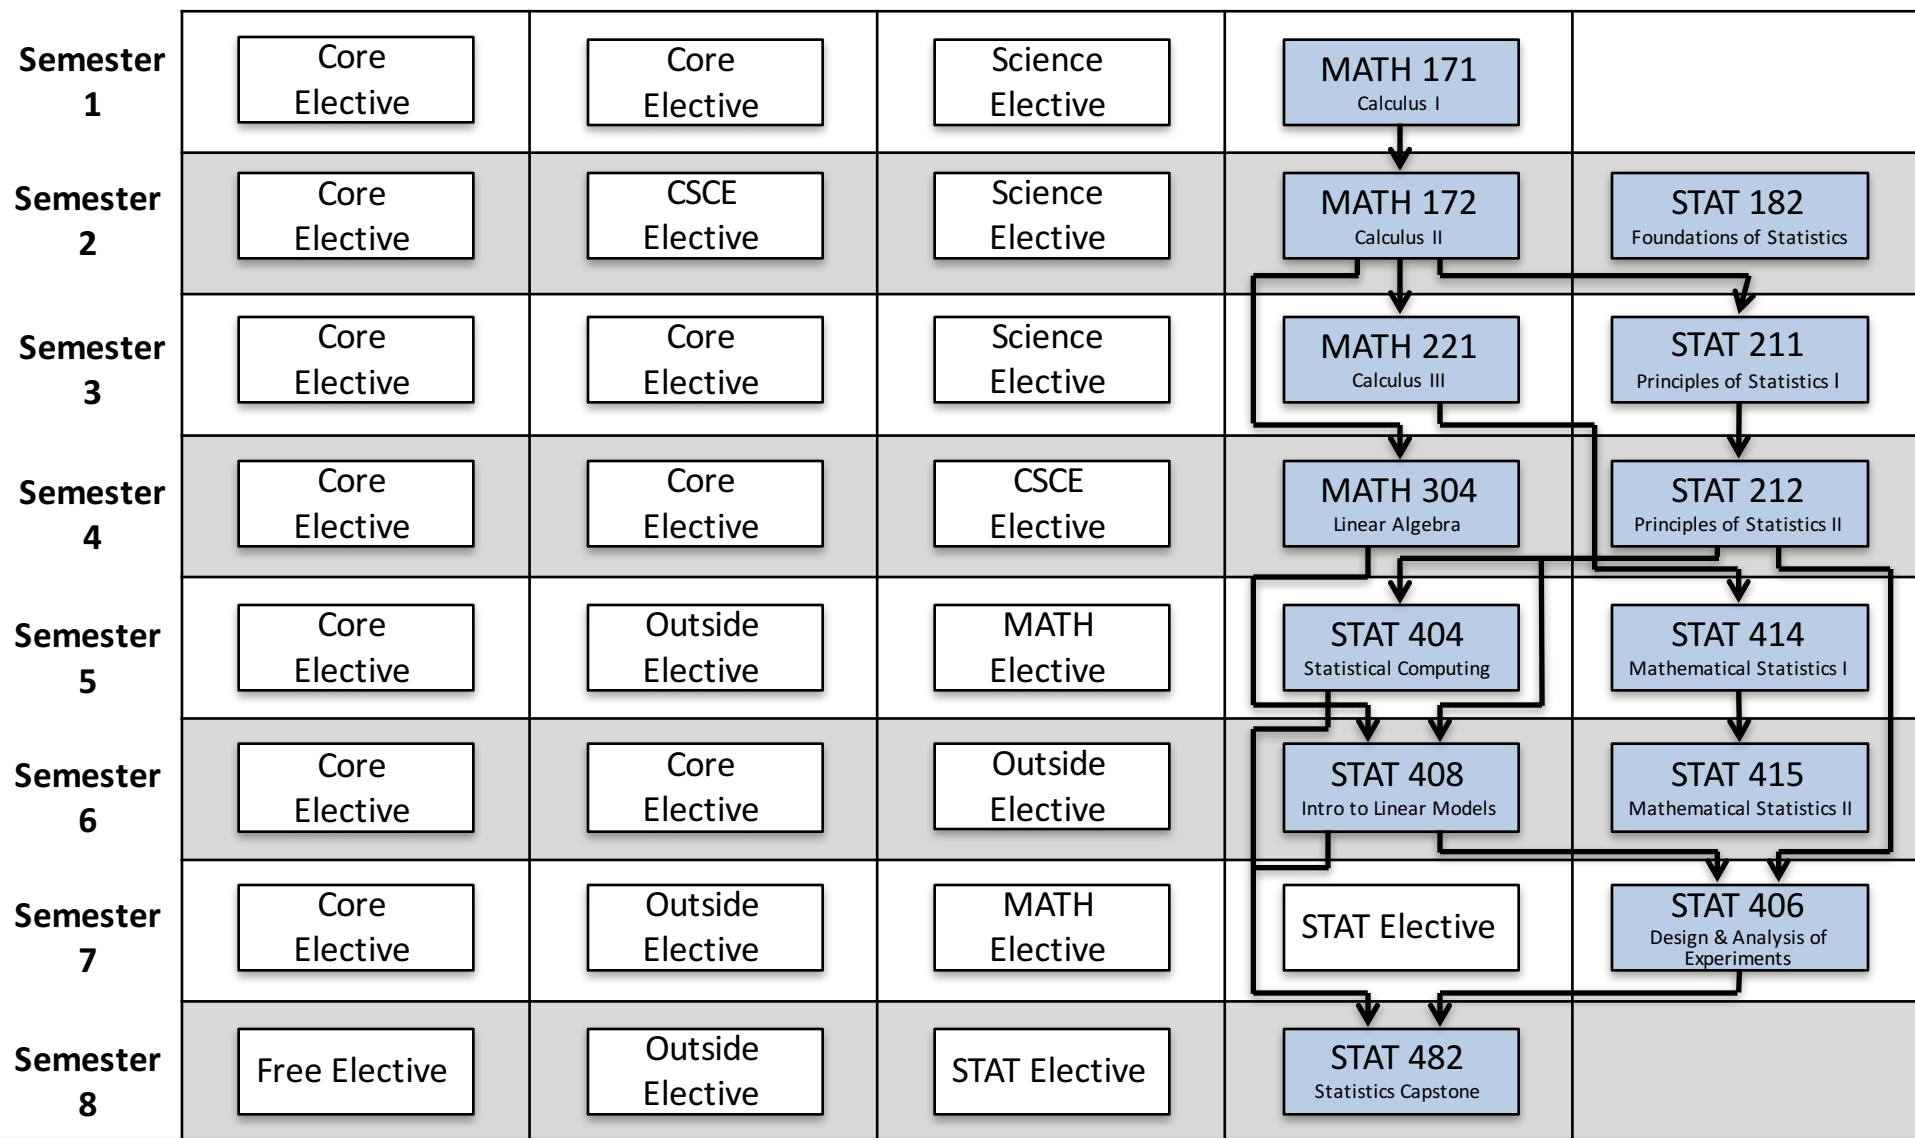 Semester
1
Core
Elective
Core
Elective
Science
Elective
MATH 171
Calculus I
Semester
2
Core
Elective
CSCE
Elective
Science
Elective
MATH 172
Calculus II
STAT 182
Foundations of Statistics
Semester
3
Core
Elective
Core
Elective
Science
Elective
MATH 221
Calculus III
STAT 211
Principles of Statistics I
Semester
4
Core
Elective
Core
Elective
CSCE
Elective
MATH 304
Linear Algebra
STAT 212
Principles of Statistics II
Semester
5
Core
Elective
Outside
Elective
MATH
Elective
STAT 404
Statistical Computing
STAT 414
Mathematical Statistics I
Semester
6
Core
Elective
Core
Elective
Outside
Elective
STAT 408
Intro to Linear Models
STAT 415
Mathematical Statistics II
Semester
7
Core
Elective
Outside
Elective
MATH
Elective
STAT Elective
STAT 406
Design & Analysis of
Experiments
Semester
8
Free Elective
Outside
Elective
STAT Elective
STAT 482
Statistics Capstone